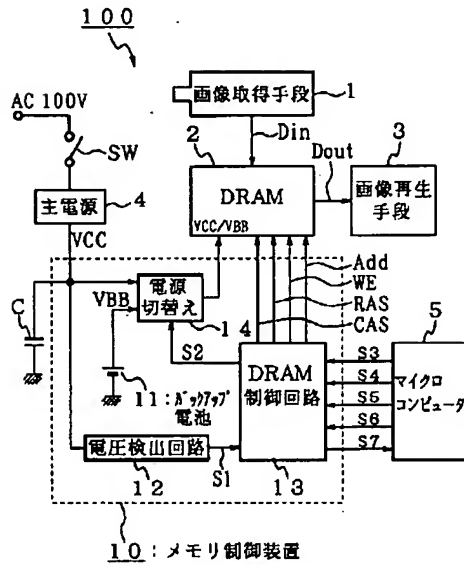 100
AC 100V
SW
主電源
4
VCC
画像取得手段
1
Din
2
DRAM
VCC/VBB
Dout
3
画像再生
手段
Add
WE
RAS
CAS
電源
切替え
14
VBB
C
S2
11:バックアップ
電池
DRAM
制御回路
13
5
マイクロ
コンピュータ
S3
S4
S5
S6
S7
電圧検出回路
12
S1
10:メモリ制御装置